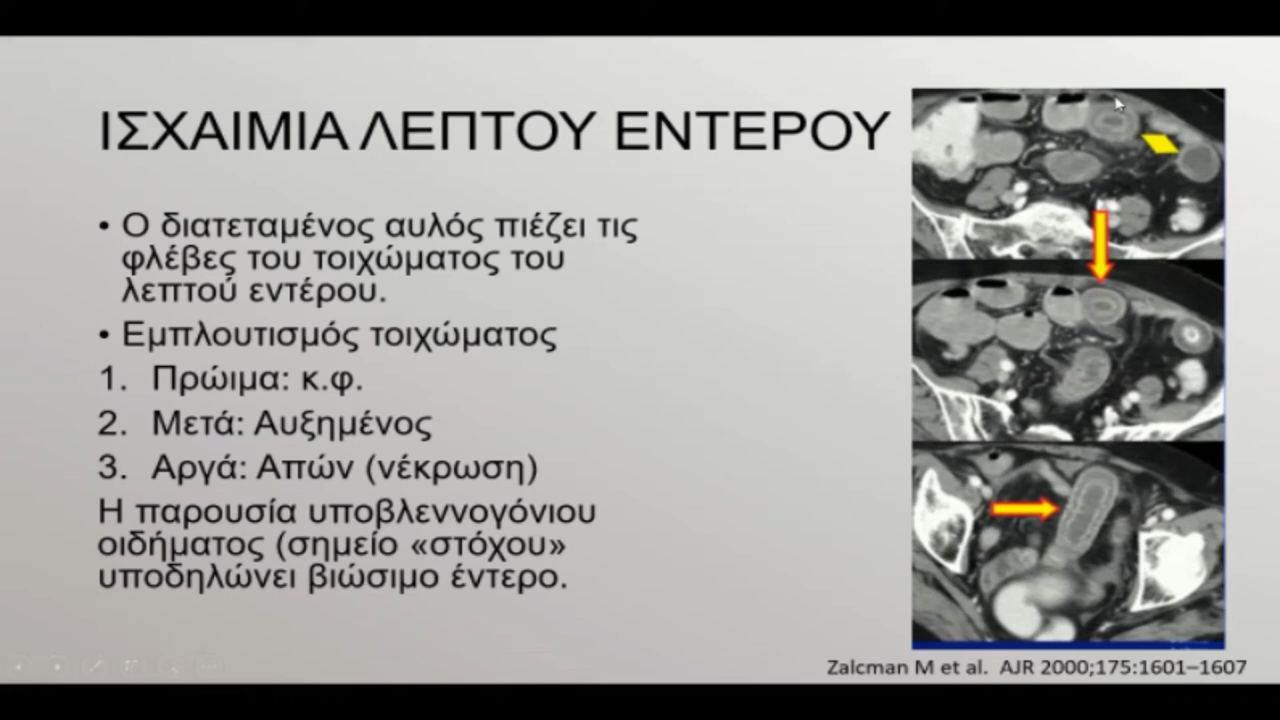 ΙΣΧΑΙΜΙΑ ΛΕΠΤΟΥ ΕΝΤΕΡΟΥ
• Ο διατεταμένος αυλός πιέζει τις
φλέβες του τοιχώματος του
λεπτού εντέρου.
• Εμπλουτισμός τοιχώματος
1. Πρώιμα: κ.φ.
2. Μετά: Αυξημένος
3. Αργά: Απών (νέκρωση)
Η παρουσία υποβλεννογόνιου
οιδήματος (σημείο «στόχου»
υποδηλώνει βιώσιμο έντερο.
Zalcman M et al. AJR 2000;175:1601–1607